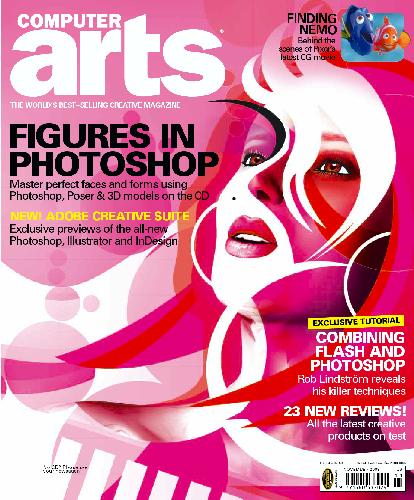 COMPUTER
arts
THE WORLD'S BEST-SELLING CREATIVE MAGAZINE
FINDING
NEMO
Behind the
scenes of Pixar's
latest CG movie
FIGURES IN
PHOTOSHOP
Master perfect faces and forms using
Photoshop, Poser & 3D models on the CD
NEW! ADOBE CREATIVE SUITE
Exclusive previews of the all-new
Photoshop, Illustrator and InDesign
EXCLUSIVE TUTORIAL
COMBINING
FLASH AND
PHOTOSHOP
Rob Lindström reveals
his killer techniques
23 NEW REVIEWS!
All the latest creative
products on test